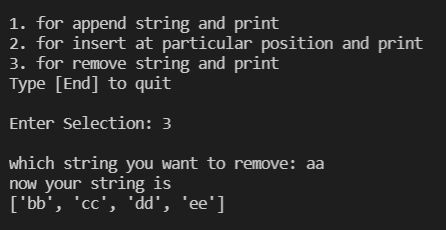 1. for append string and print
2. for insert at particular position and print
3. for remove string and print
Type [End] to quit
Enter Selection: 3
which string you want to remove: aa
now your string is
['bb', 'cc', 'dd', 'ee']